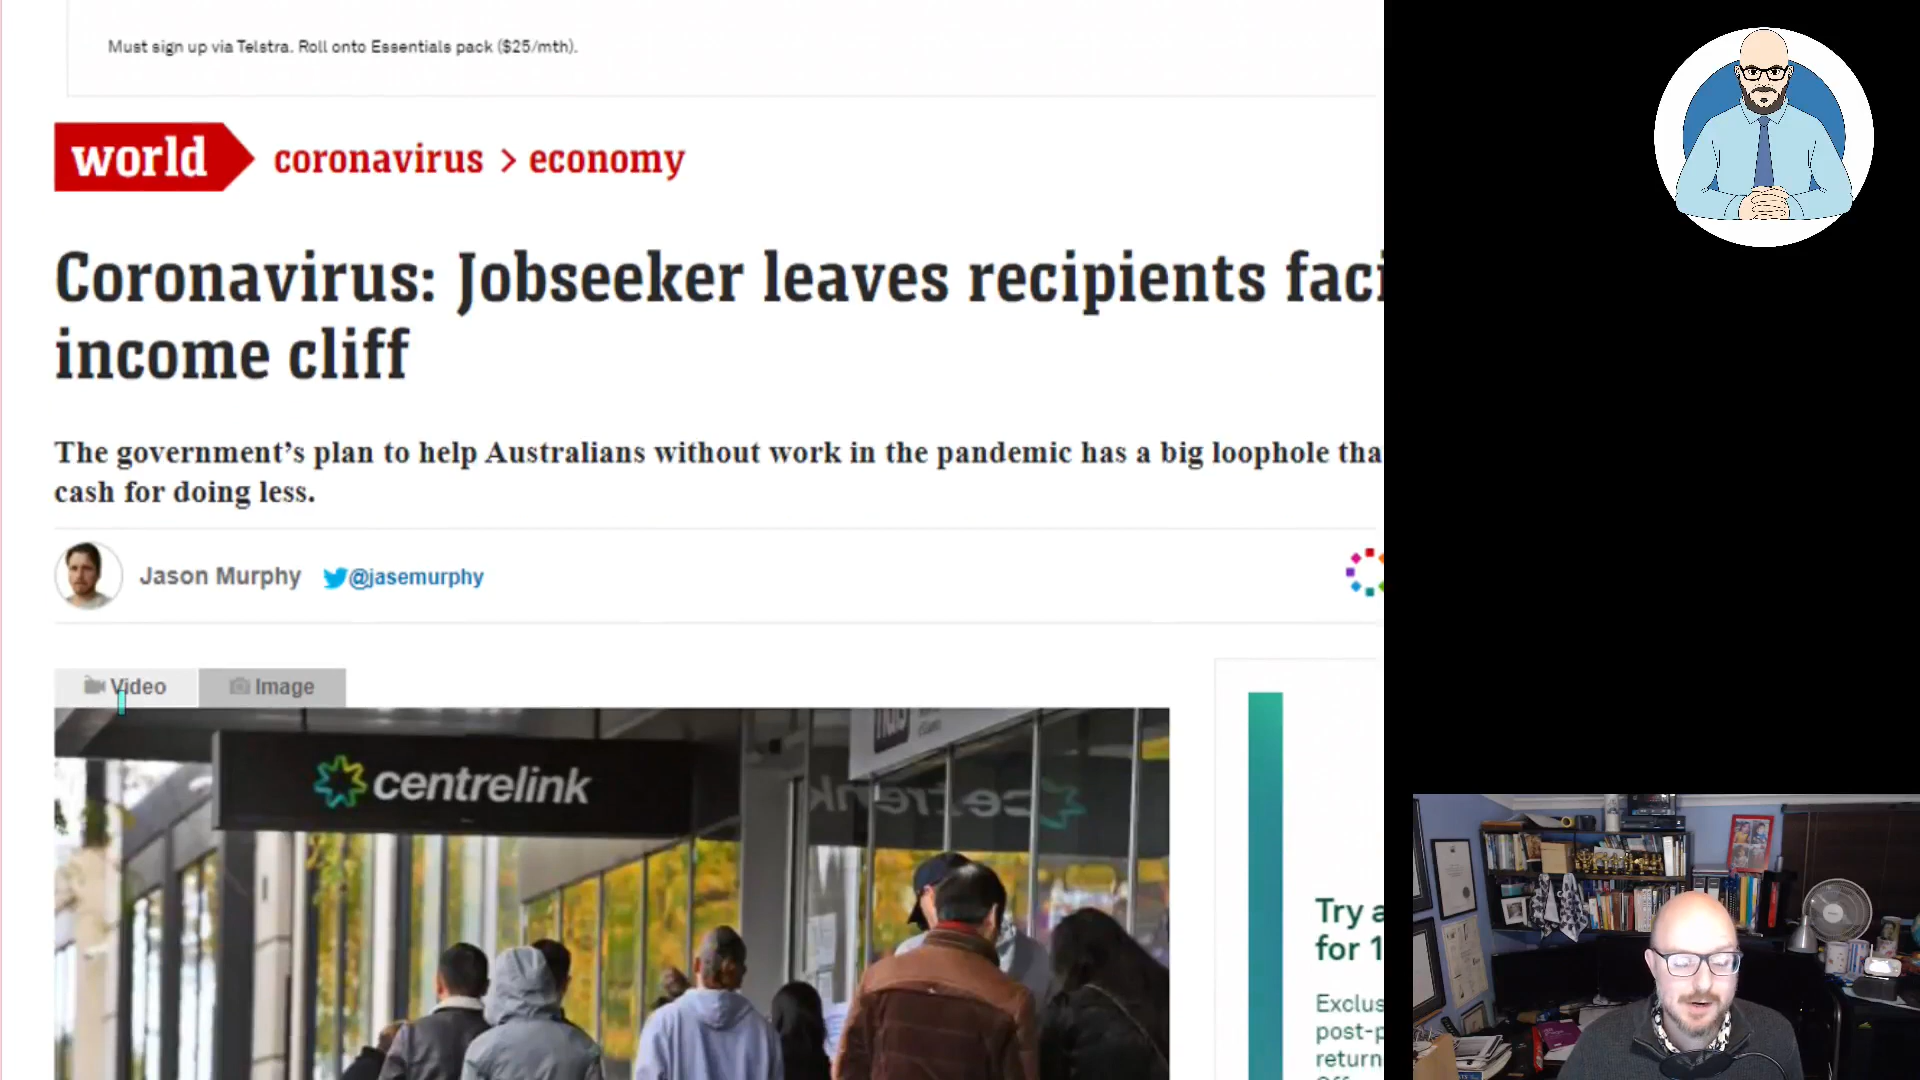 Must sign up via Telstra. Roll onto Essentials pack ($25/mth).
world coronavirus > economy
Coronavirus: Jobseeker leaves recipients faci
income cliff
The government's plan to help Australians without work in the pandemic has a big loophole tha
cash for doing less.
Jason Murphy @jasemurphy
Video Image
centrelink
Try a
for 1
Exclus
post-p
return